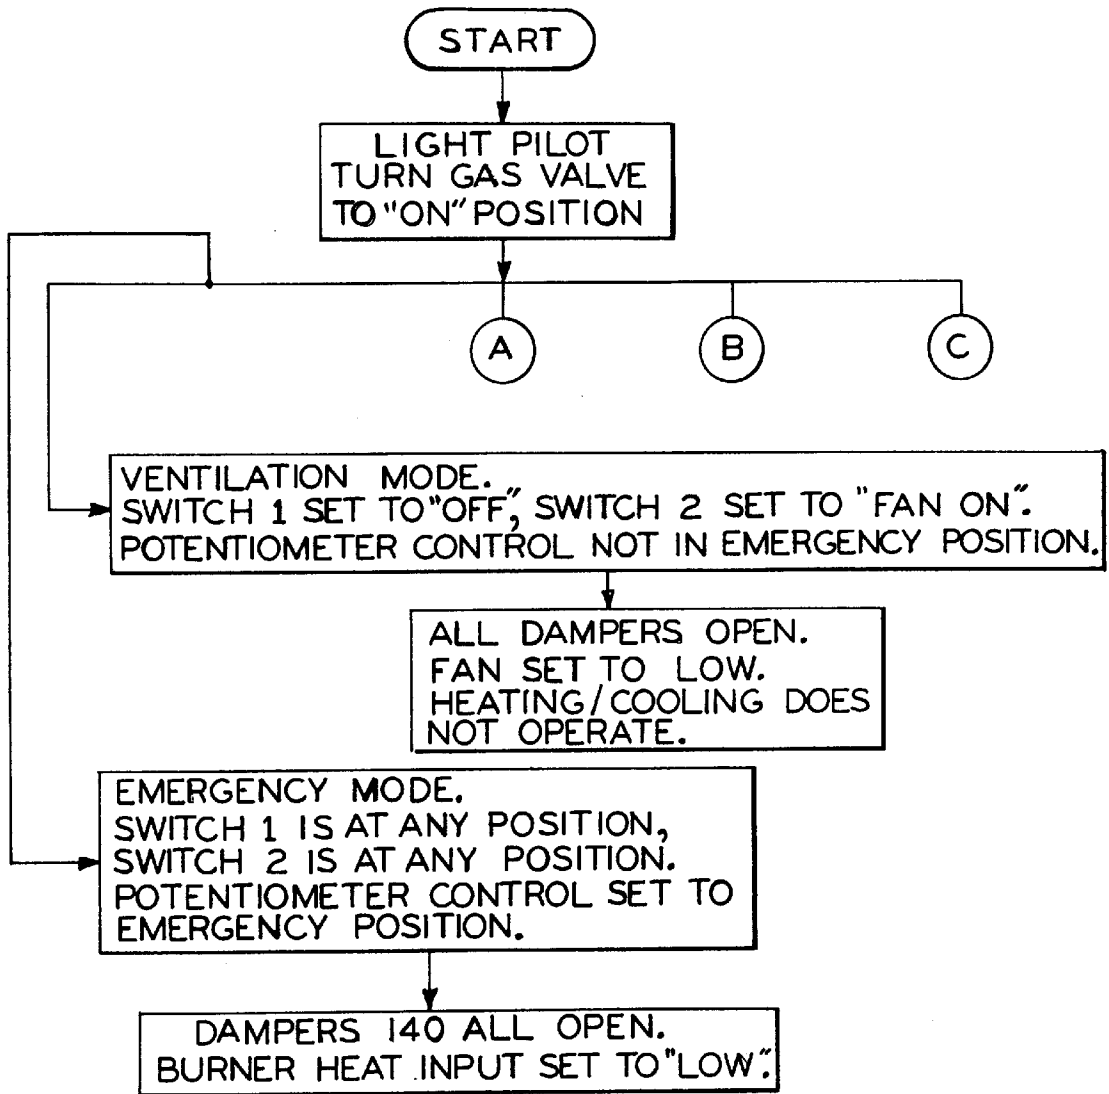 START
LIGHT PILOT
TURN GAS VALVE
TO "ON" POSITION
A
B
C
VENTILATION MODE.
SWITCH 1 SET TO "OFF", SWITCH 2 SET TO "FAN ON".
POTENTIOMETER CONTROL NOT IN EMERGENCY POSITION.
ALL DAMPERS OPEN.
FAN SET TO LOW.
HEATING/COOLING DOES
NOT OPERATE.
EMERGENCY MODE.
SWITCH 1 IS AT ANY POSITION,
SWITCH 2 IS AT ANY POSITION.
POTENTIOMETER CONTROL SET TO
EMERGENCY POSITION.
DAMPERS 140 ALL OPEN.
BURNER HEAT INPUT SET TO "LOW".